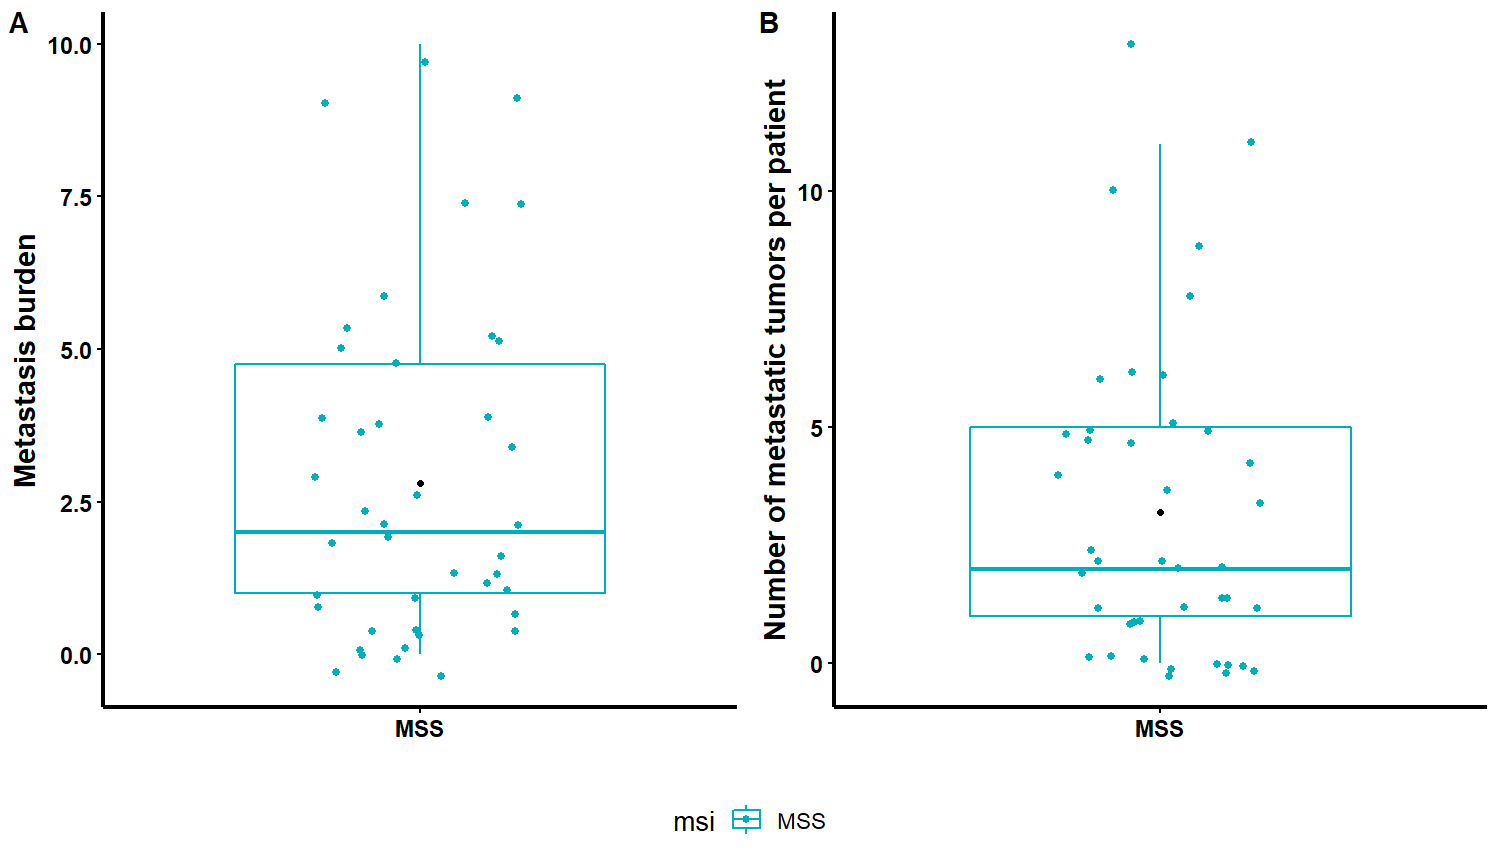 A
Metastasis burden
10.0
7.5
5.0
2.5
0.0
MSS
B
Number of metastatic tumors per patient
10
5
0
MSS
msi MSS